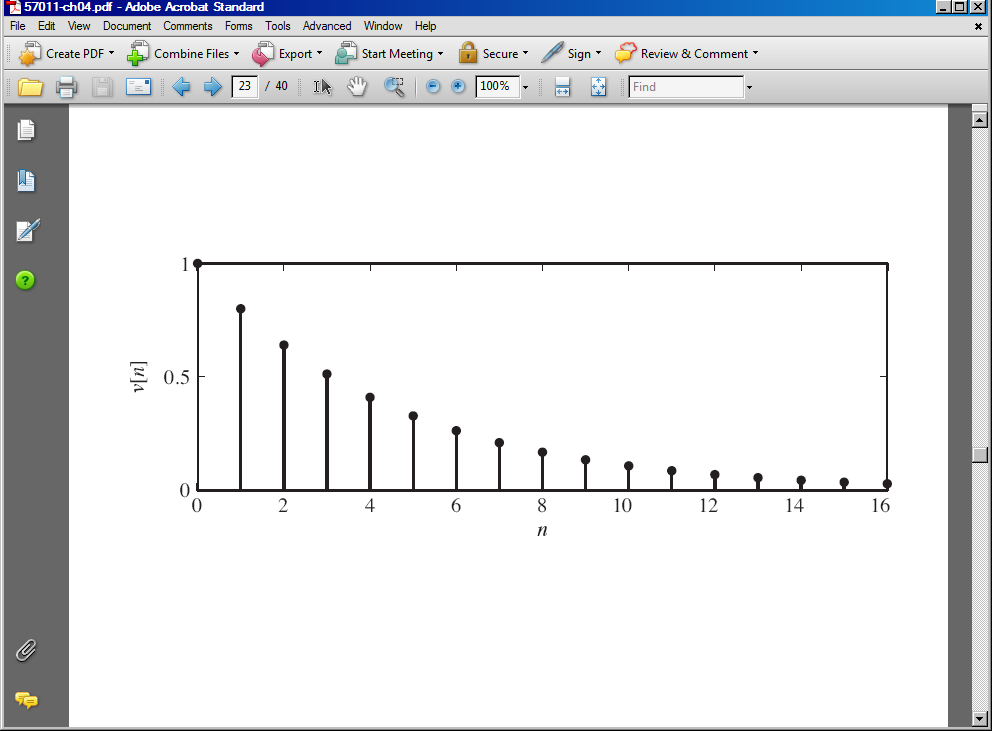 57011-ch04.pdf - Adobe Acrobat Standard
File Edit View Document Comments Forms Tools Advanced Window Help
Create PDF Combine Files Export Start Meeting Secure Sign Review & Comment
23 / 40 100% Find
1
v[n] 0.5
0
0 2 4 6 8 10 12 14 16
n